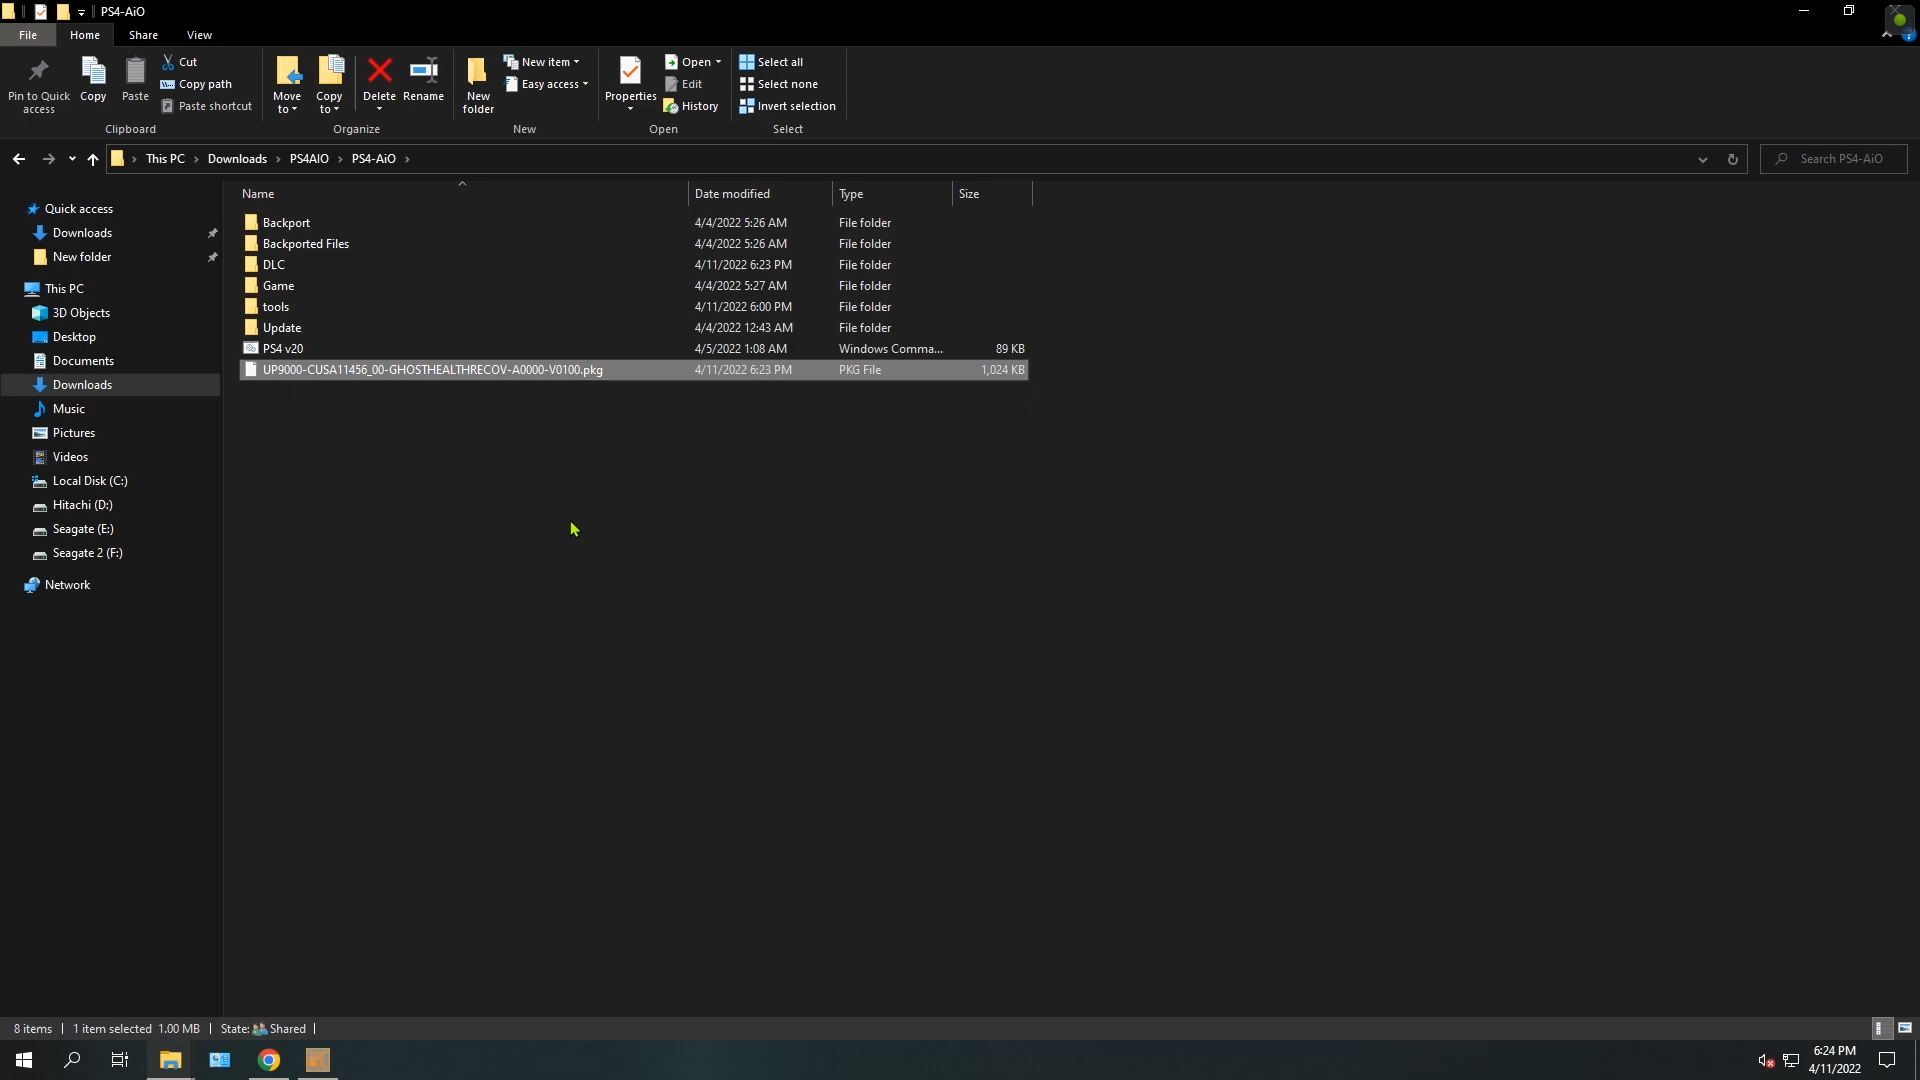 PS4-AiO
File Home Share View
Pin to Quick access
Copy
Paste
Cut
Copy path
Paste shortcut
Clipboard
Move to
Copy to
Delete
Rename
Organize
New folder
New item
Easy access
New
Properties
Open
Edit
History
Open
Select all
Select none
Invert selection
Select
This PC › Downloads › PS4AIO › PS4-AiO ›
Search PS4-AiO
Quick access
Downloads
New folder
This PC
3D Objects
Desktop
Documents
Downloads
Music
Pictures
Videos
Local Disk (C:)
Hitachi (D:)
Seagate (E:)
Seagate 2 (F:)
Network
Name Date modified Type Size
Backport 4/4/2022 5:26 AM File folder
Backported Files 4/4/2022 5:26 AM File folder
DLC 4/11/2022 6:23 PM File folder
Game 4/4/2022 5:27 AM File folder
tools 4/11/2022 6:00 PM File folder
Update 4/4/2022 12:43 AM File folder
PS4 v20 4/5/2022 1:08 AM Windows Comma... 89 KB
UP9000-CUSA11456_00-GHOSTHEALTHRECOV-A0000-V0100.pkg 4/11/2022 6:23 PM PKG File 1,024 KB
8 items 1 item selected 1.00 MB State: Shared
6:24 PM
4/11/2022